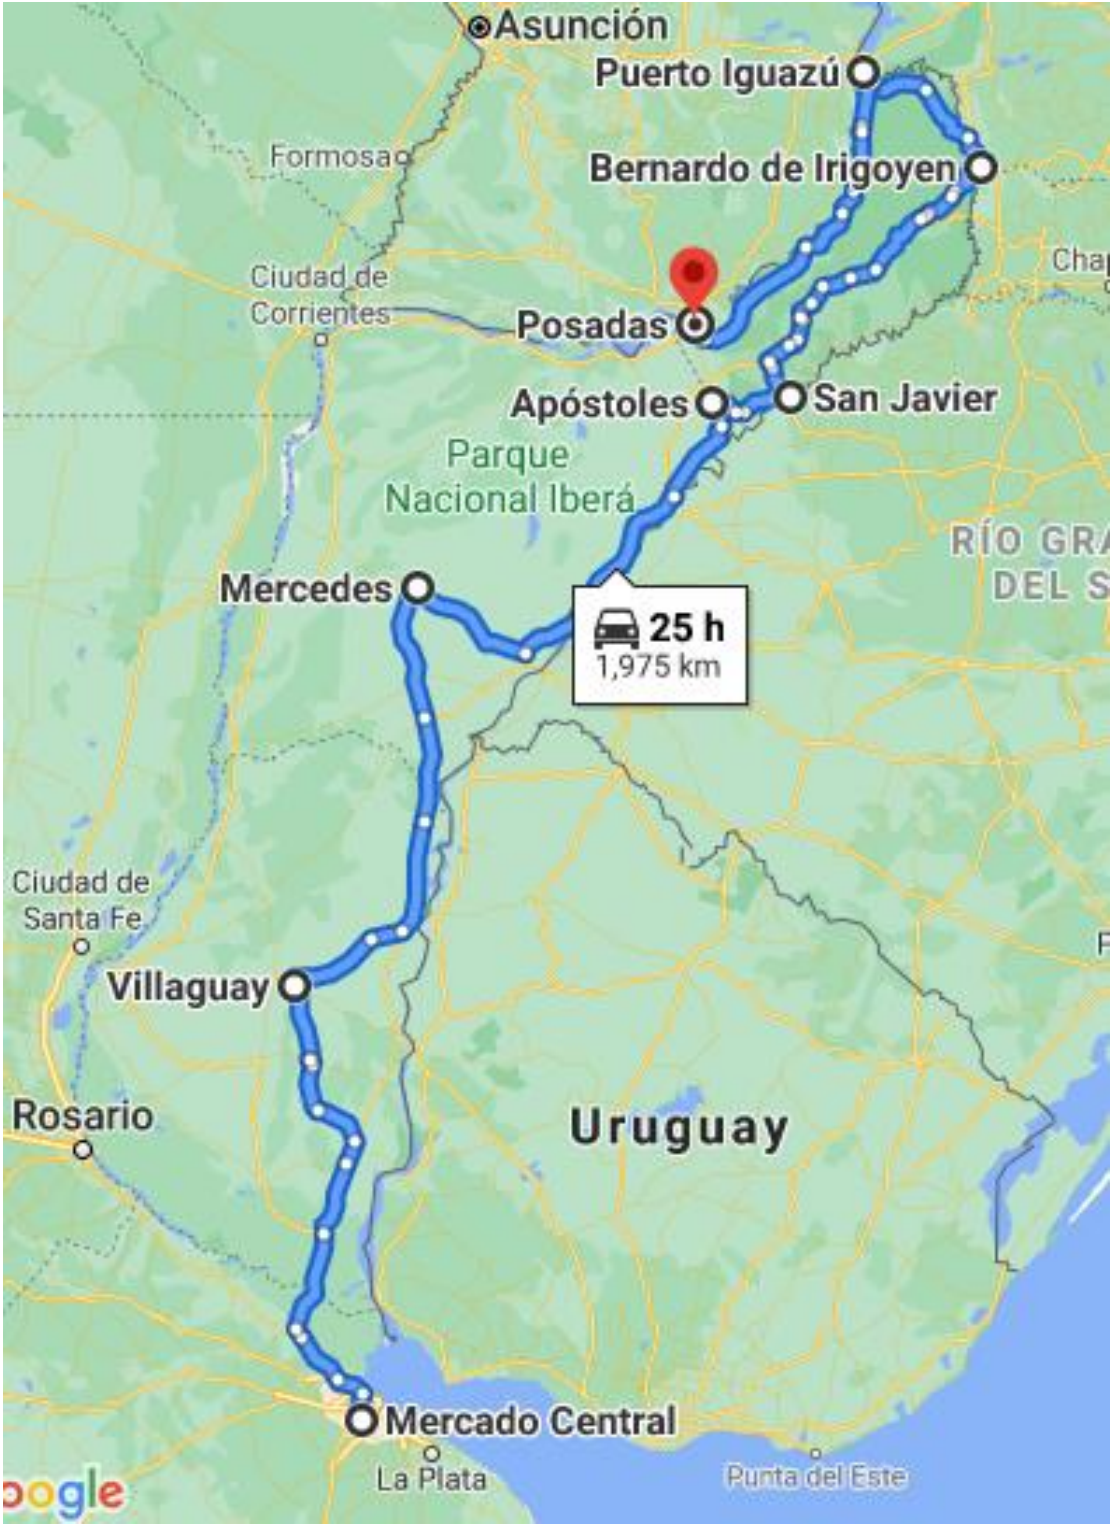 Asunción
Puerto Iguazú
Formosa
Bernardo de Irigoyen
Ciudad de
Corrientes
Posadas
Apóstoles
San Javier
Parque
Nacional Iberá
RÍO GRA
DEL S
Mercedes
25 h
1,975 km
Ciudad de
Santa Fe
Villaguay
Rosario
Uruguay
Mercado Central
La Plata
Punta del Este
oogle